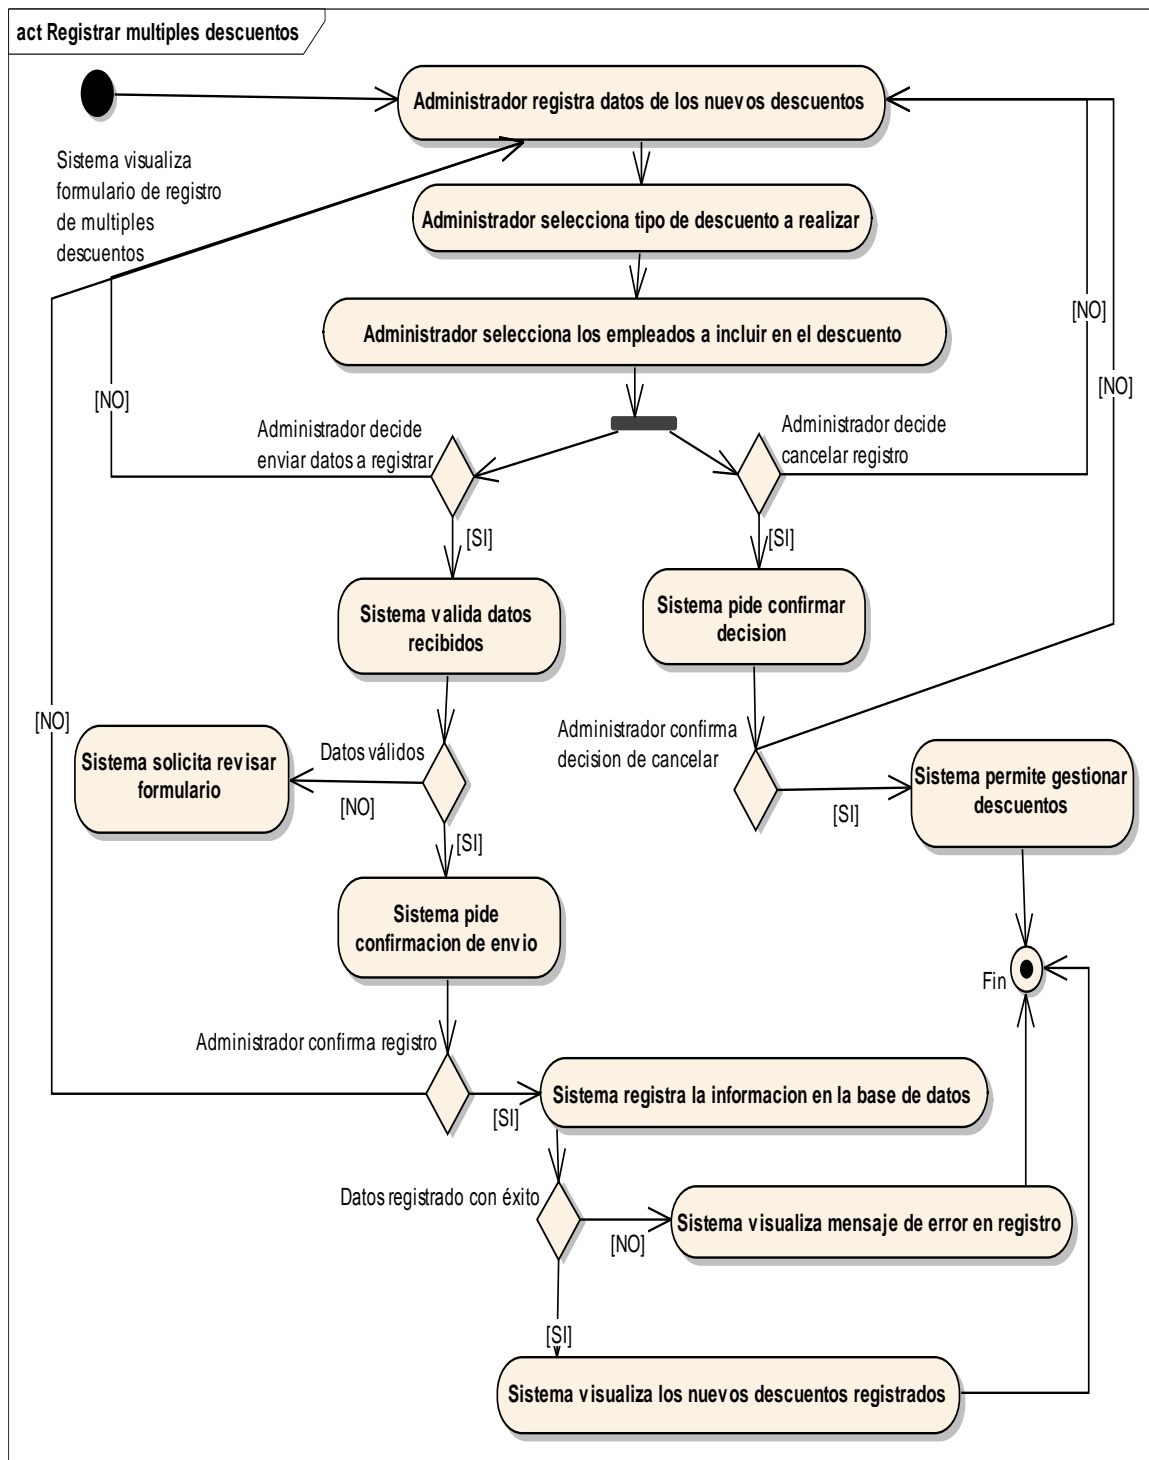 act Registrar multiples descuentos
Administrador registra datos de los nuevos descuentos
Sistema visualiza
formulario de registro
de multiples
descuentos
Administrador selecciona tipo de descuento a realizar
Administrador selecciona los empleados a incluir en el descuento
[NO]
[NO]
[NO]
Administrador decide
enviar datos a registrar
Administrador decide
cancelar registro
[SI]
[SI]
Sistema valida datos
recibidos
Sistema pide confirmar
decision
[NO]
Sistema solicita revisar
formulario
Datos válidos
[NO]
Administrador confirma
decision de cancelar
[SI]
Sistema permite gestionar
descuentos
[SI]
Sistema pide
confirmacion de envio
Fin
Administrador confirma registro
[SI]
Sistema registra la informacion en la base de datos
Datos registrado con éxito
[NO]
Sistema visualiza mensaje de error en registro
[SI]
Sistema visualiza los nuevos descuentos registrados